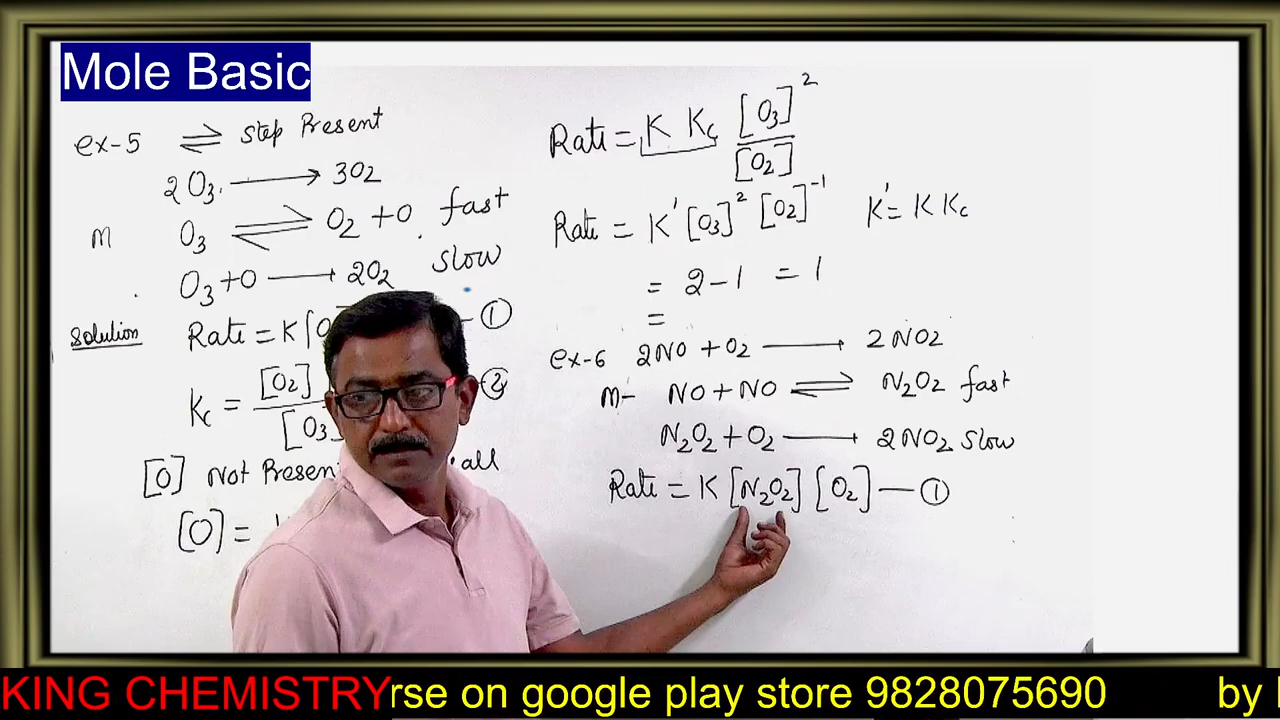 Mole Basic
ex-5 ⇌ Step Present
2O₃ → 3O₂
m O₃ ⇌ O₂ + O fast
O₃ + O → 2O₂ slow
Solution Rate = K [O — ①
Kc = [O₂] / [O₃] ②
[O] Not Present all
[O] =
Rate = K Kc [O₃]² / [O₂]
Rate = K' [O₃]² [O₂]⁻¹ K' = K Kc
= 2 - 1 = 1
=
ex-6 2NO + O₂ → 2NO₂
m- NO + NO ⇌ N₂O₂ fast
N₂O₂ + O₂ → 2NO₂ slow
Rate = K [N₂O₂] [O₂] — ①
KING CHEMISTRY rse on google play store 9828075690 by